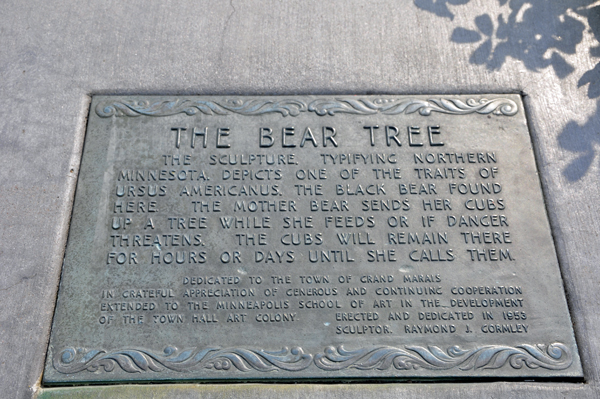 THE BEAR TREE
THE SCULPTURE, TYPIFYING NORTHERN
MINNESOTA, DEPICTS ONE OF THE TRAITS OF
URSUS AMERICANUS, THE BLACK BEAR FOUND
HERE. THE MOTHER BEAR SENDS HER CUBS
UP A TREE WHILE SHE FEEDS OR IF DANGER
THREATENS. THE CUBS WILL REMAIN THERE
FOR HOURS OR DAYS UNTIL SHE CALLS THEM.
DEDICATED TO THE TOWN OF GRAND MARAIS
IN GRATEFUL APPRECIATION OF GENEROUS AND CONTINUING COOPERATION
EXTENDED TO THE MINNEAPOLIS SCHOOL OF ART IN THE DEVELOPMENT
OF THE TOWN HALL ART COLONY. ERECTED AND DEDICATED IN 1953
SCULPTOR, RAYMOND J. GORMLEY